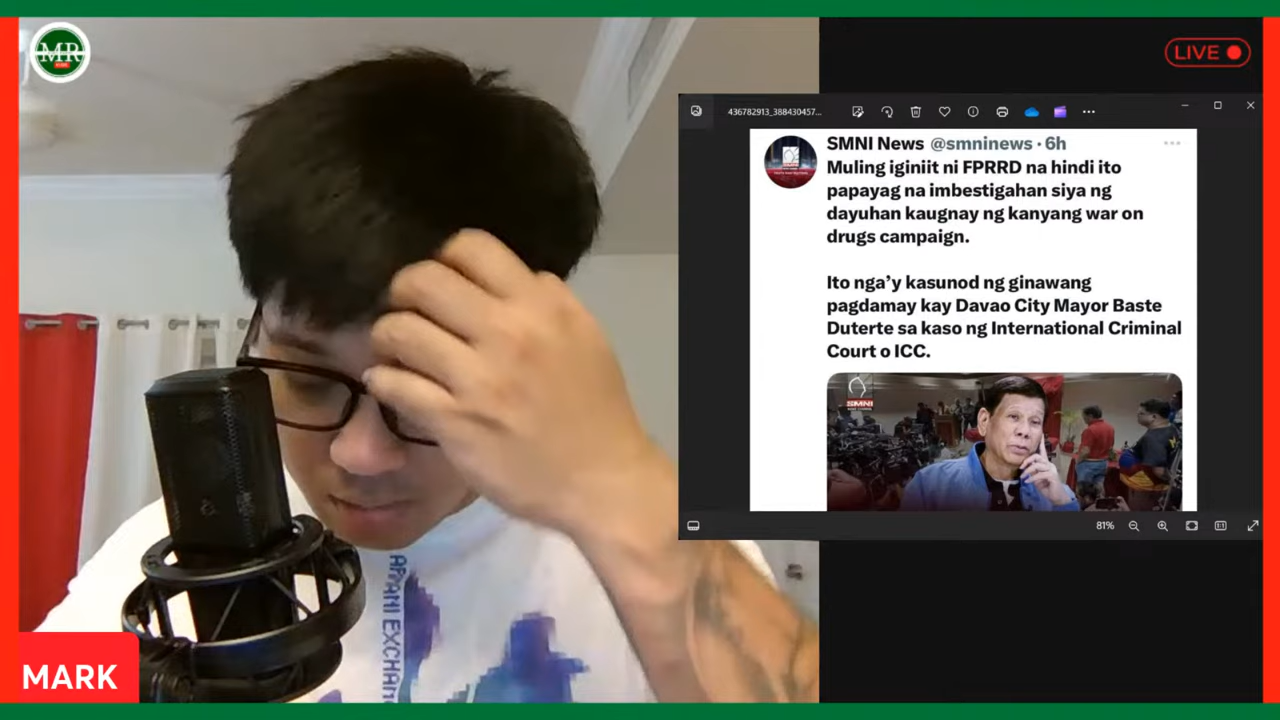 MR
LIVE
436782913_388430457...
SMNI News @smninews · 6h
Muling iginiit ni FPRRD na hindi ito
papayag na imbestigahan siya ng
dayuhan kaugnay ng kanyang war on
drugs campaign.
Ito nga'y kasunod ng ginawang
pagdamay kay Davao City Mayor Baste
Duterte sa kaso ng International Criminal
Court o ICC.
SMNI
81%
ARMANI EXCHAN
MARK